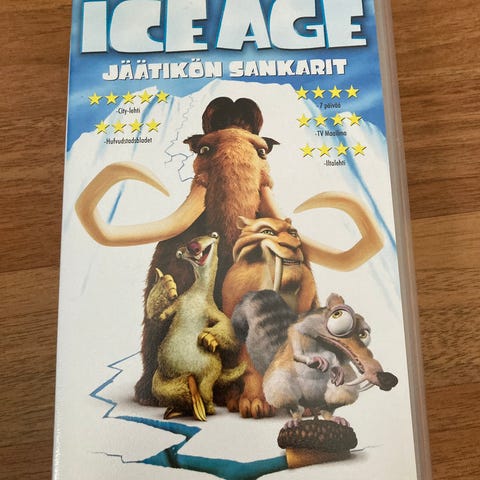 ICE AGE
JÄÄTIKÖN SANKARIT
-City-lehti
-Hufvudstadsbladet
-7 päivää
-TV Maailma
-Iltalehti